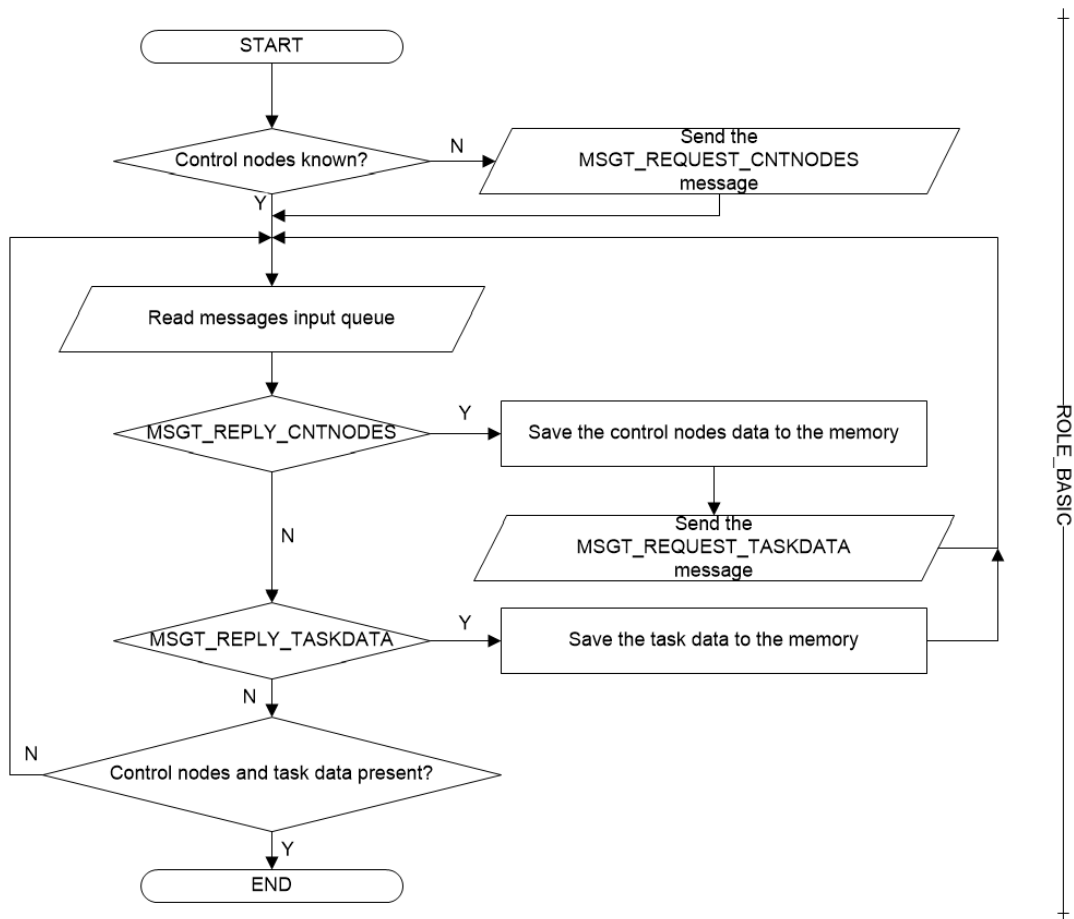 START
Control nodes known?
N
Send the
MSGT_REQUEST_CNTNODES
message
Y
Read messages input queue
MSGT_REPLY_CNTNODES
Y
Save the control nodes data to the memory
N
Send the
MSGT_REQUEST_TASKDATA
message
MSGT_REPLY_TASKDATA
Y
Save the task data to the memory
N
Control nodes and task data present?
N
Y
END
ROLE_BASIC